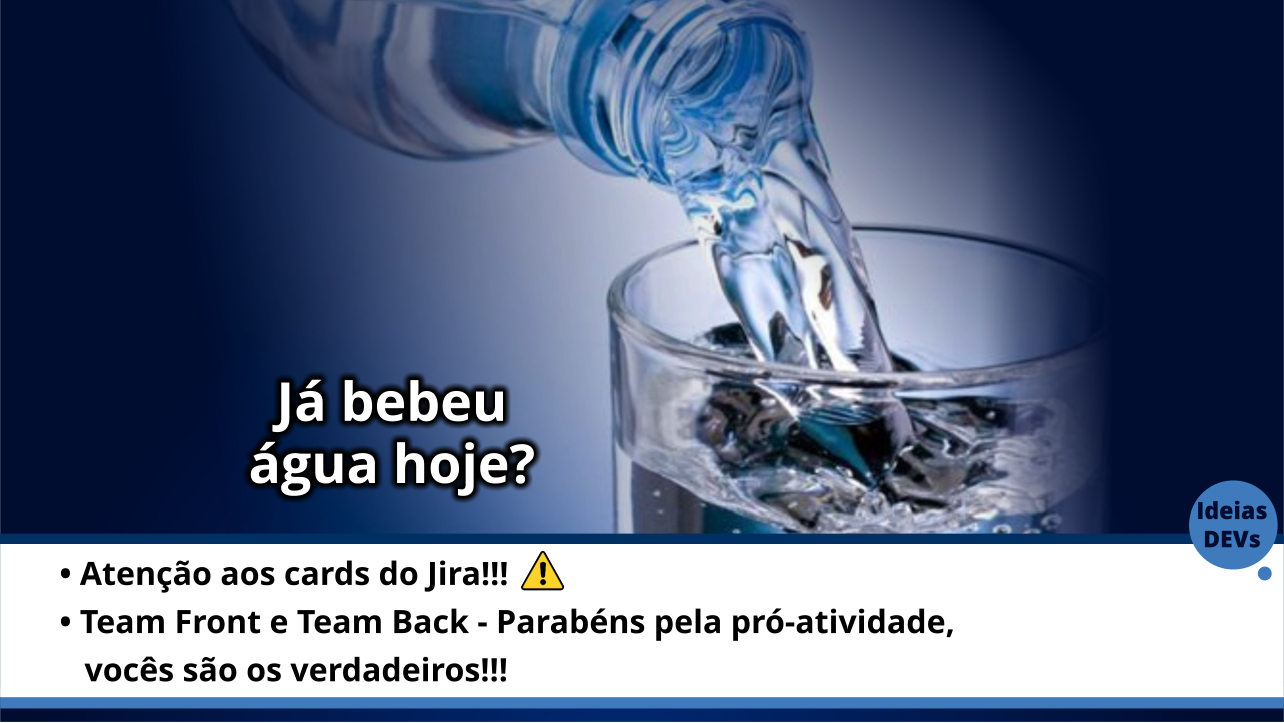 Já bebeu
água hoje?
Ideias
DEVs
• Atenção aos cards do Jira!!!
• Team Front e Team Back - Parabéns pela pró-atividade,
vocês são os verdadeiros!!!